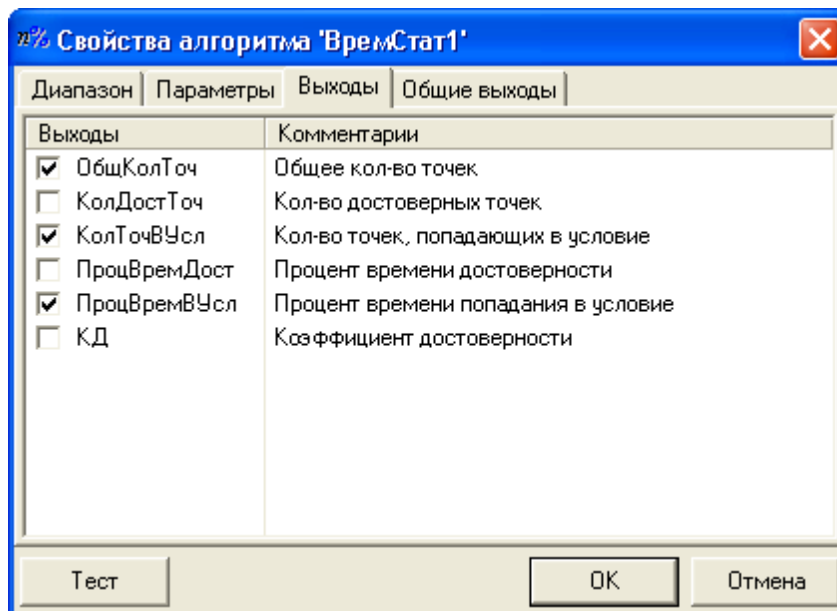 n% Свойства алгоритма 'ВремСтат1'
Диапазон Параметры Выходы Общие выходы
Выходы Комментарии
ОбщКолТоч Общее кол-во точек
КолДостТоч Кол-во достоверных точек
КолТочВУсл Кол-во точек, попадающих в условие
ПроцВремДост Процент времени достоверности
ПроцВремВУсл Процент времени попадания в условие
КД Коэффициент достоверности
Тест OK Отмена